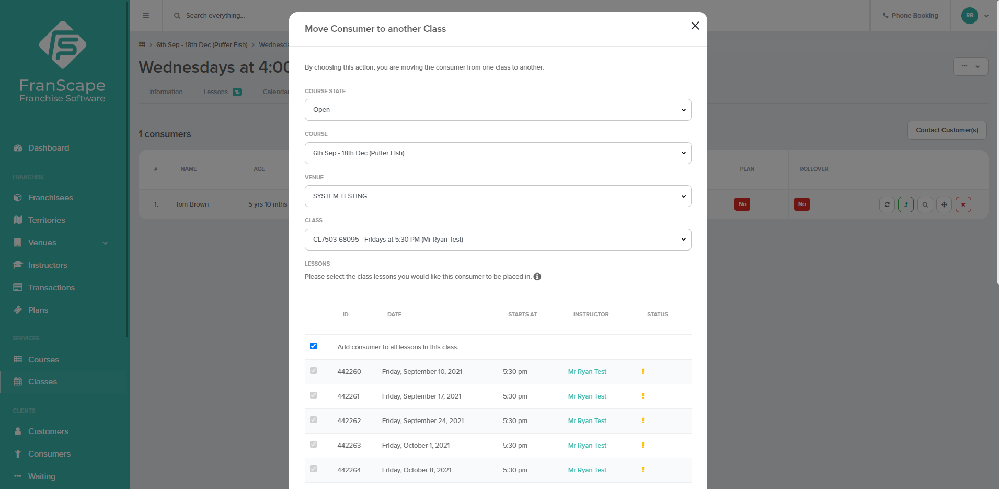 FranScape
Franchise Software
Dashboard
FRANCHISE
Franchisees
Territories
Venues
Instructors
Transactions
Plans
SERVICES
Courses
Classes
CLIENTS
Customers
Consumers
Waiting
Search everything...
Phone Booking
RB
6th Sep - 18th Dec (Puffer Fish) > Wednesda
Wednesdays at 4:00
Information
Lessons 16
Calendar
1 consumers
Contact Customer(s)
# NAME AGE PLAN ROLLOVER
1. Tom Brown 5 yrs 10 mths No No
Move Consumer to another Class
By choosing this action, you are moving the consumer from one class to another.
COURSE STATE
Open
COURSE
6th Sep - 18th Dec (Puffer Fish)
VENUE
SYSTEM TESTING
CLASS
CL7503-68095 - Fridays at 5:30 PM (Mr Ryan Test)
LESSONS
Please select the class lessons you would like this consumer to be placed in.
ID DATE STARTS AT INSTRUCTOR STATUS
Add consumer to all lessons in this class.
442260 Friday, September 10, 2021 5:30 pm Mr Ryan Test !
442261 Friday, September 17, 2021 5:30 pm Mr Ryan Test !
442262 Friday, September 24, 2021 5:30 pm Mr Ryan Test !
442263 Friday, October 1, 2021 5:30 pm Mr Ryan Test !
442264 Friday, October 8, 2021 5:30 pm Mr Ryan Test !